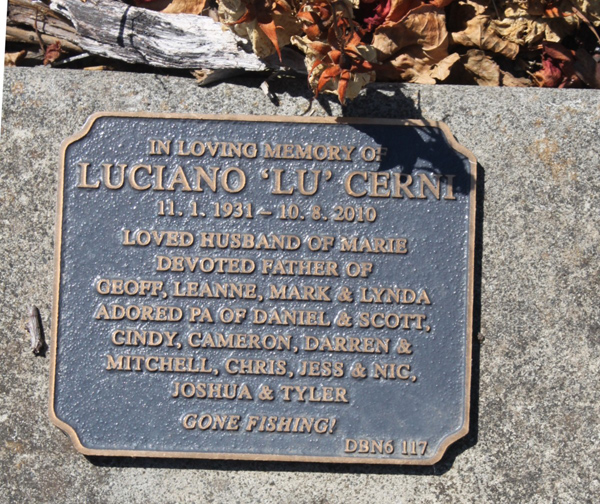 IN LOVING MEMORY OF
LUCIANO 'LU' CERNI
11. 1. 1931 – 10. 8. 2010
LOVED HUSBAND OF MARIE
DEVOTED FATHER OF
GEOFF, LEANNE, MARK & LYNDA
ADORED PA OF DANIEL & SCOTT,
CINDY, CAMERON, DARREN &
MITCHELL, CHRIS, JESS & NIC,
JOSHUA & TYLER
GONE FISHING!
DBN6 117